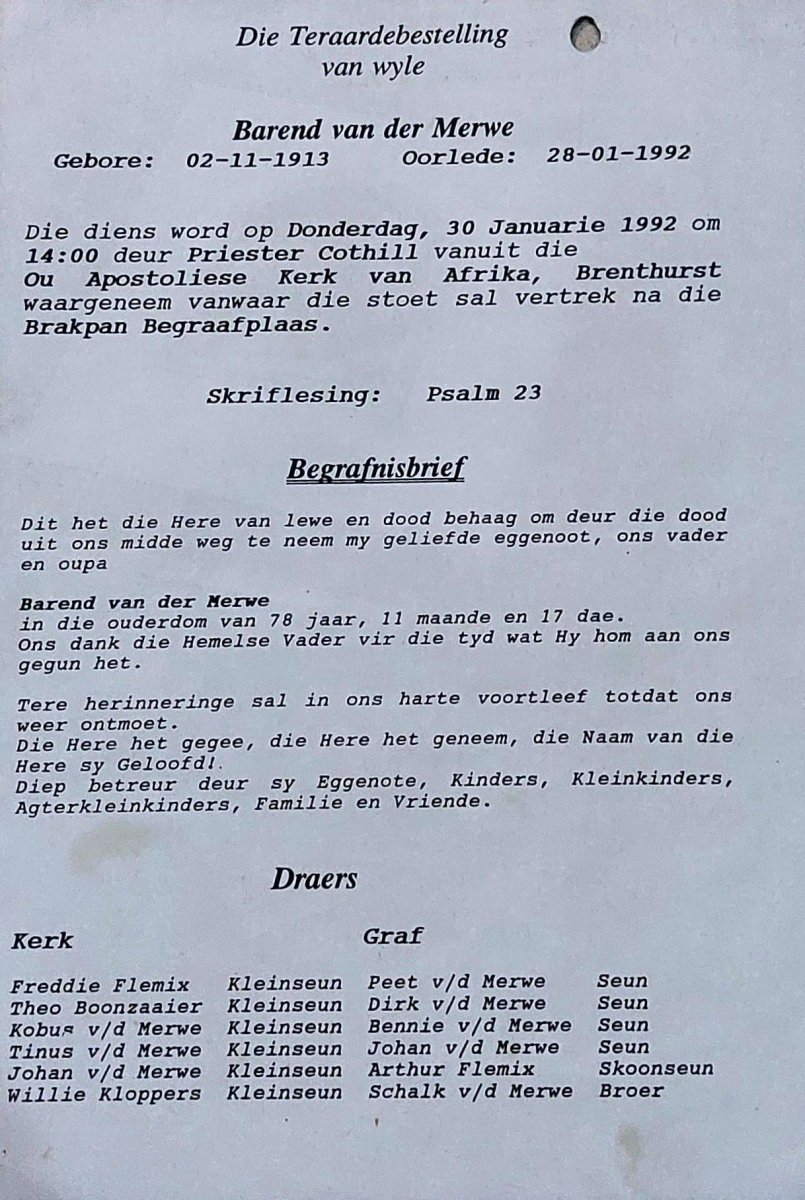 Die Teraardebestelling
van wyle
Barend van der Merwe
Gebore: 02-11-1913 Oorlede: 28-01-1992
Die diens word op Donderdag, 30 Januarie 1992 om
14:00 deur Priester Cothill vanuit die
Ou Apostoliese Kerk van Afrika, Brenthurst
waargeneem vanwaar die stoet sal vertrek na die
Brakpan Begraafplaas.
Skriflesing: Psalm 23
Begrafnisbrief
Dit het die Here van lewe en dood behaag om deur die dood
uit ons midde weg te neem my geliefde eggenoot, ons vader
en oupa
Barend van der Merwe
in die ouderdom van 78 jaar, 11 maande en 17 dae.
Ons dank die Hemelse Vader vir die tyd wat Hy hom aan ons
gegun het.
Tere herinneringe sal in ons harte voortleef totdat ons
weer ontmoet.
Die Here het gegee, die Here het geneem, die Naam van die
Here sy Geloofd!.
Diep betreur deur sy Eggenote, Kinders, Kleinkinders,
Agterkleinkinders, Familie en Vriende.
Draers
Kerk Graf
Freddie Flemix Kleinseun Peet v/d Merwe Seun
Theo Boonzaaier Kleinseun Dirk v/d Merwe Seun
Kobus v/d Merwe Kleinseun Bennie v/d Merwe Seun
Tinus v/d Merwe Kleinseun Johan v/d Merwe Seun
Johan v/d Merwe Kleinseun Arthur Flemix Skoonseun
Willie Kloppers Kleinseun Schalk v/d Merwe Broer